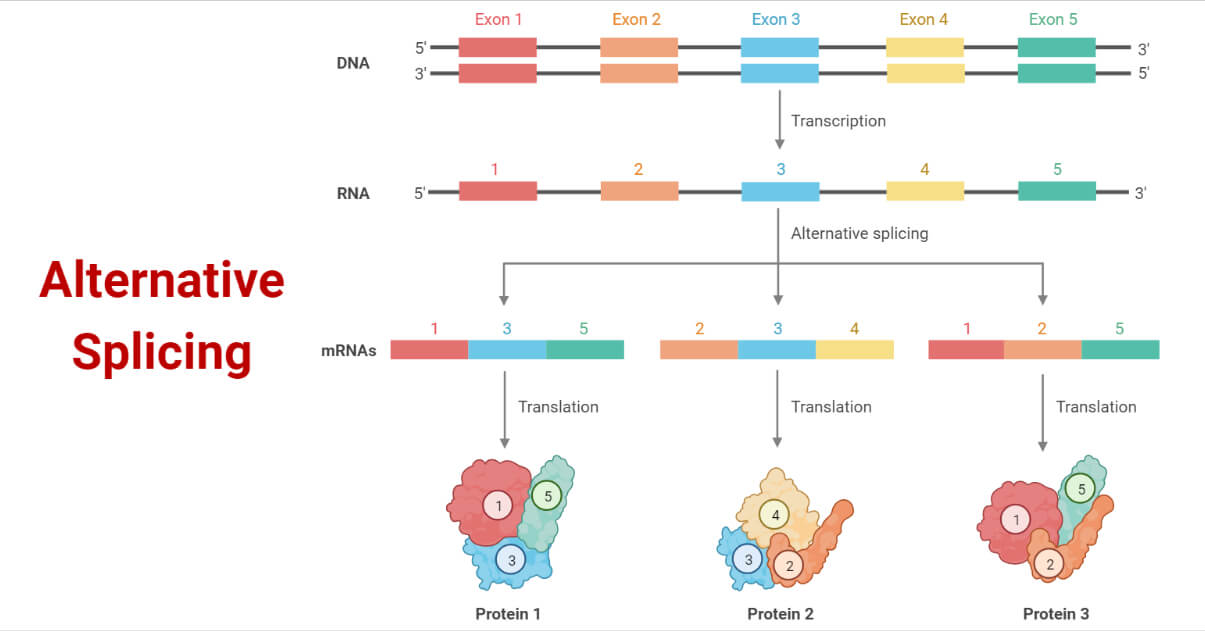 Exon 1 Exon 2 Exon 3 Exon 4 Exon 5
5' 3'
DNA
3' 5'
Transcription
1 2 3 4 5
RNA 5' 3'
Alternative splicing
Alternative
Splicing
1 3 5 2 3 4 1 2 5
mRNAs
Translation Translation Translation
1 5 3
4 3 2
1 5 2
Protein 1 Protein 2 Protein 3